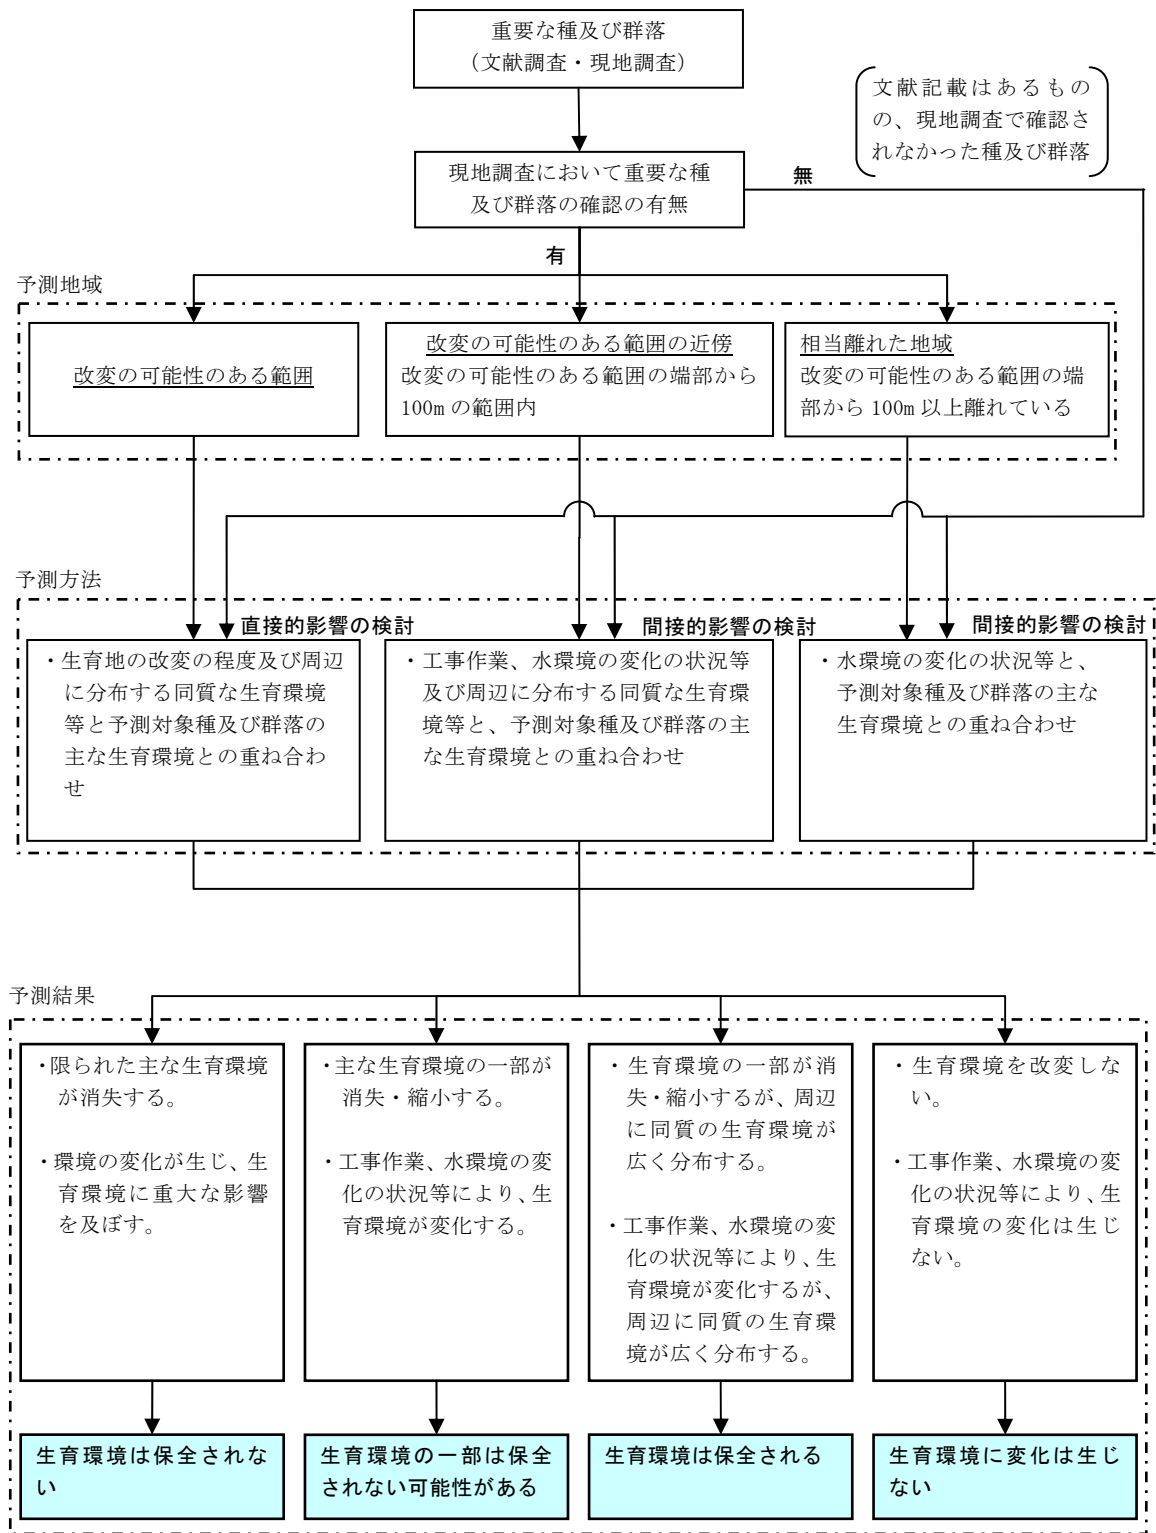 重要な種及び群落
（文献調査・現地調査）
文献記載はあるもの
の、現地調査で確認さ
れなかった種及び群落
現地調査において重要な種
及び群落の確認の有無
無
有
予測地域
改変の可能性のある範囲
改変の可能性のある範囲の近傍
改変の可能性のある範囲の端部から
100m の範囲内
相当離れた地域
改変の可能性のある範囲の端
部から 100m 以上離れている
予測方法
直接的影響の検討
・生育地の改変の程度及び周辺
に分布する同質な生育環境
等と予測対象種及び群落の
主な生育環境との重ね合わ
せ
間接的影響の検討
・工事作業、水環境の変化の状況等
及び周辺に分布する同質な生育環
境等と、予測対象種及び群落の主
な生育環境との重ね合わせ
間接的影響の検討
・水環境の変化の状況等と、
予測対象種及び群落の主な
生育環境との重ね合わせ
予測結果
・限られた主な生育環境
が消失する。
・環境の変化が生じ、生
育環境に重大な影響
を及ぼす。
・主な生育環境の一部が
消失・縮小する。
・工事作業、水環境の変
化の状況等により、生
育環境が変化する。
・生育環境の一部が消
失・縮小するが、周辺
に同質の生育環境が
広く分布する。
・工事作業、水環境の変
化の状況等により、生
育環境が変化するが、
周辺に同質の生育環
境が広く分布する。
・生育環境を改変しな
い。
・工事作業、水環境の変
化の状況等により、生
育環境の変化は生じ
ない。
生育環境は保全されな
い
生育環境の一部は保全
されない可能性がある
生育環境は保全される
生育環境に変化は生じ
ない